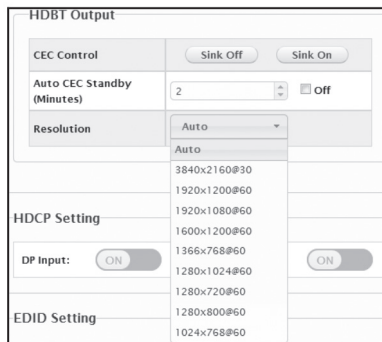 HDBT Output
CEC Control Sink Off Sink On
Auto CEC Standby
(Minutes) 2 Off
Resolution Auto
Auto
3840x2160@30
1920x1200@60
1920x1080@60
1600x1200@60
1366x768@60
1280x1024@60
1280x720@60
1280x800@60
1024x768@60
HDCP Setting
DP Input: ON ON
EDID Setting